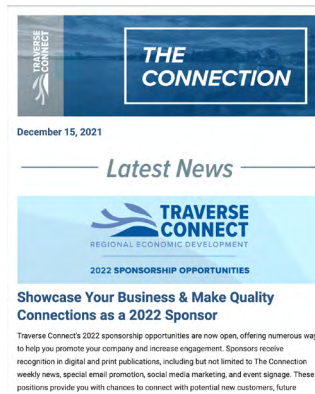 TRAVERSE
CONNECT
THE
CONNECTION
December 15, 2021
Latest News
TRAVERSE
CONNECT
REGIONAL ECONOMIC DEVELOPMENT
2022 SPONSORSHIP OPPORTUNITIES
Showcase Your Business & Make Quality
Connections as a 2022 Sponsor
Traverse Connect's 2022 sponsorship opportunities are now open, offering numerous way
to help you promote your company and increase engagement. Sponsors receive
recognition in digital and print publications, including but not limited to The Connection
weekly news, special email promotion, social media marketing, and event signage. These
positions provide you with chances to connect with potential new customers, future